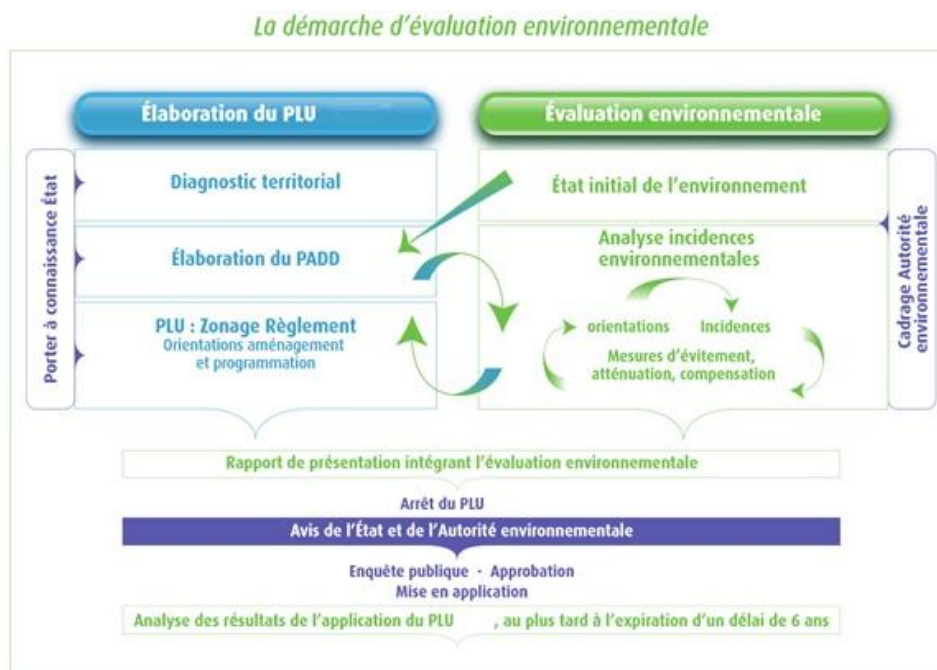 La démarche d’évaluation environnementale
Élaboration du PLU
Évaluation environnementale
Porter à connaissance État
Diagnostic territorial
État initial de l’environnement
Élaboration du PADD
Analyse incidences
environnementales
PLU : Zonage Règlement
Orientations aménagement
et programmation
orientations
Incidences
Mesures d’évitement,
atténuation, compensation
Cadrage Autorité
environnementale
Rapport de présentation intégrant l’évaluation environnementale
Arrêt du PLU
Avis de l’État et de l’Autorité environnementale
Enquête publique - Approbation
Mise en application
Analyse des résultats de l’application du PLU , au plus tard à l’expiration d’un délai de 6 ans